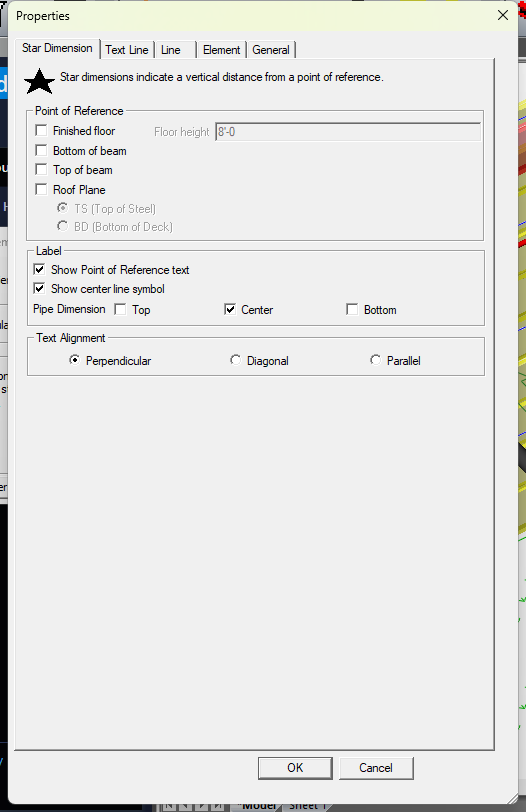 Properties
Star Dimension Text Line Line Element General
Star dimensions indicate a vertical distance from a point of reference.
Point of Reference
Finished floor Floor height 8'-0
Bottom of beam
Top of beam
Roof Plane
TS (Top of Steel)
BD (Bottom of Deck)
Label
Show Point of Reference text
Show center line symbol
Pipe Dimension Top Center Bottom
Text Alignment
Perpendicular Diagonal Parallel
OK Cancel
Model Sheet 1